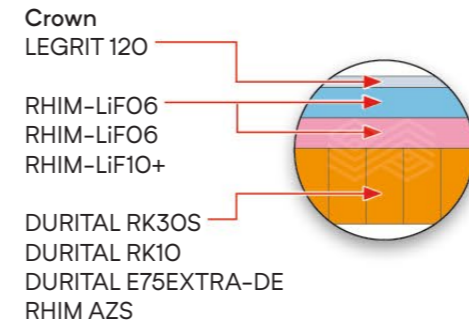 Crown
LEGRIT 120
RHIM-LiF06
RHIM-LiF06
RHIM-LiF10+
DURITAL RK30S
DURITAL RK10
DURITAL E75EXTRA-DE
RHIM AZS